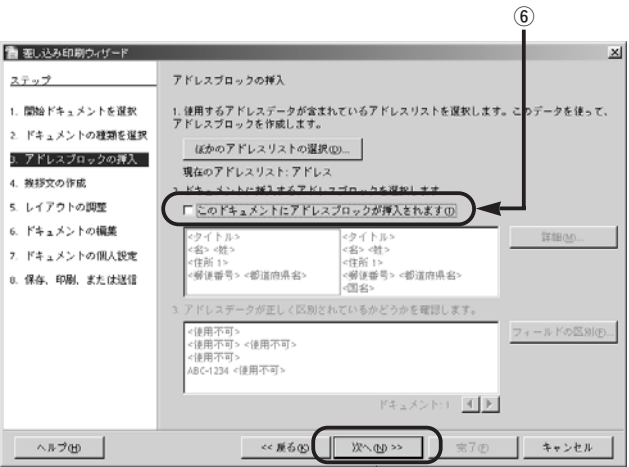 ⑥
差し込み印刷ウィザード
ステップ
1. 開始ドキュメントを選択
2. ドキュメントの種類を選択
3. アドレスブロックの挿入
4. 挨拶文の作成
5. レイアウトの調整
6. ドキュメントの編集
7. ドキュメントの個人設定
8. 保存、印刷、または送信
アドレスブロックの挿入
1. 使用するアドレスデータが含まれているアドレスリストを選択します。このデータを使って、
アドレスブロックを作成します。
ほかのアドレスリストの選択(D)...
現在のアドレスリスト: アドレス
2. ドキュメントに挿入するアドレスブロックを選択します
このドキュメントにアドレスブロックが挿入されます(I)
<タイトル>
<名> <姓>
<住所 1>
<郵便番号> <都道府県名>
<タイトル>
<名> <姓>
<住所 1>
<郵便番号> <都道府県名>
<国名>
詳細(M)...
3. アドレスデータが正しく区別されているかどうかを確認します。
<使用不可>
<使用不可> <使用不可>
<使用不可>
ABC-1234 <使用不可>
フィールドの区別(F)...
ドキュメント: 1
ヘルプ(H)
<< 戻る(K)
次へ(N) >>
完了(F)
キャンセル